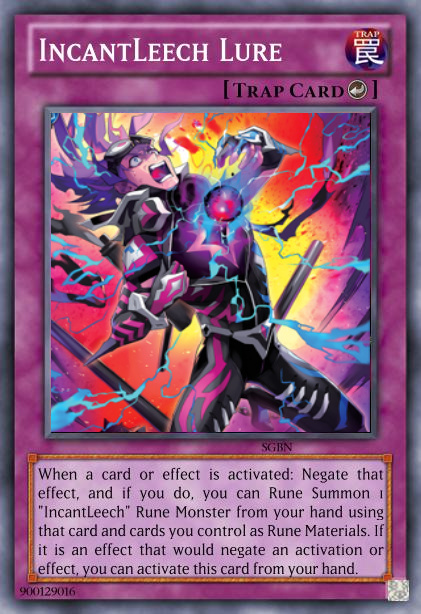 IncantLeech Lure
TRAP
罠
[Trap Card]
SGBN
When a card or effect is activated: Negate that
effect, and if you do, you can Rune Summon 1
"IncantLeech" Rune Monster from your hand using
that card and cards you control as Rune Materials. If
it is an effect that would negate an activation or
effect, you can activate this card from your hand.
900129016